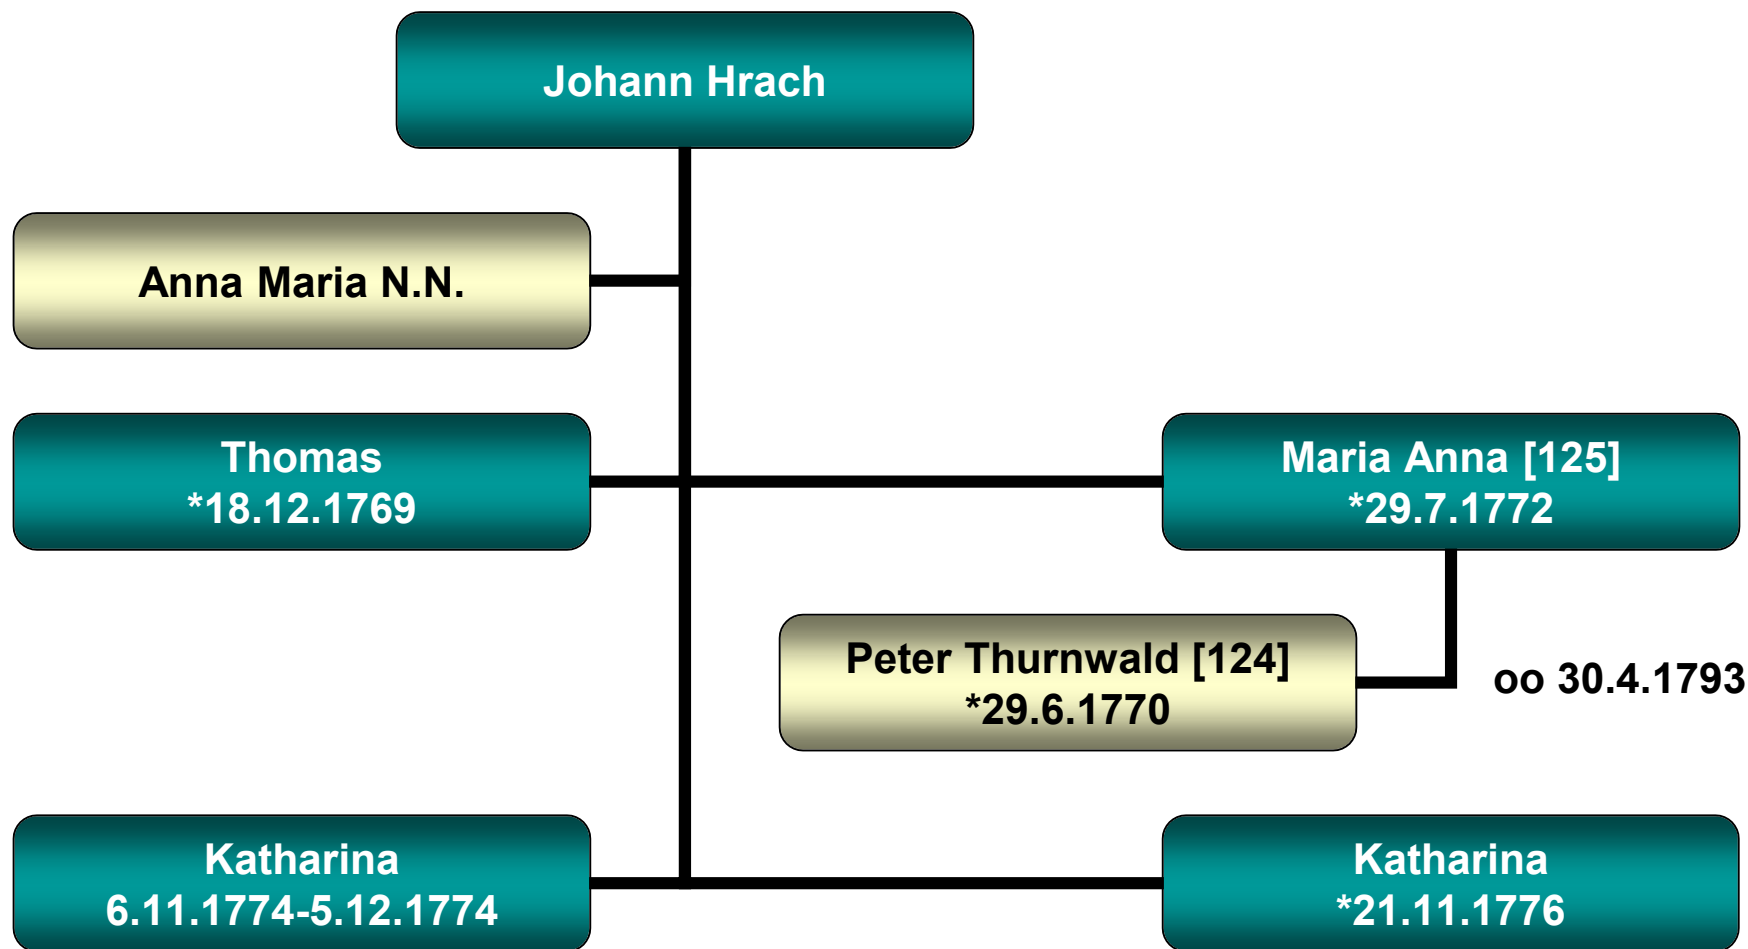 Johann Hrach
Anna Maria N.N.
Thomas
*18.12.1769
Maria Anna [125]
*29.7.1772
Peter Thurnwald [124]
*29.6.1770
oo 30.4.1793
Katharina
6.11.1774-5.12.1774
Katharina
*21.11.1776